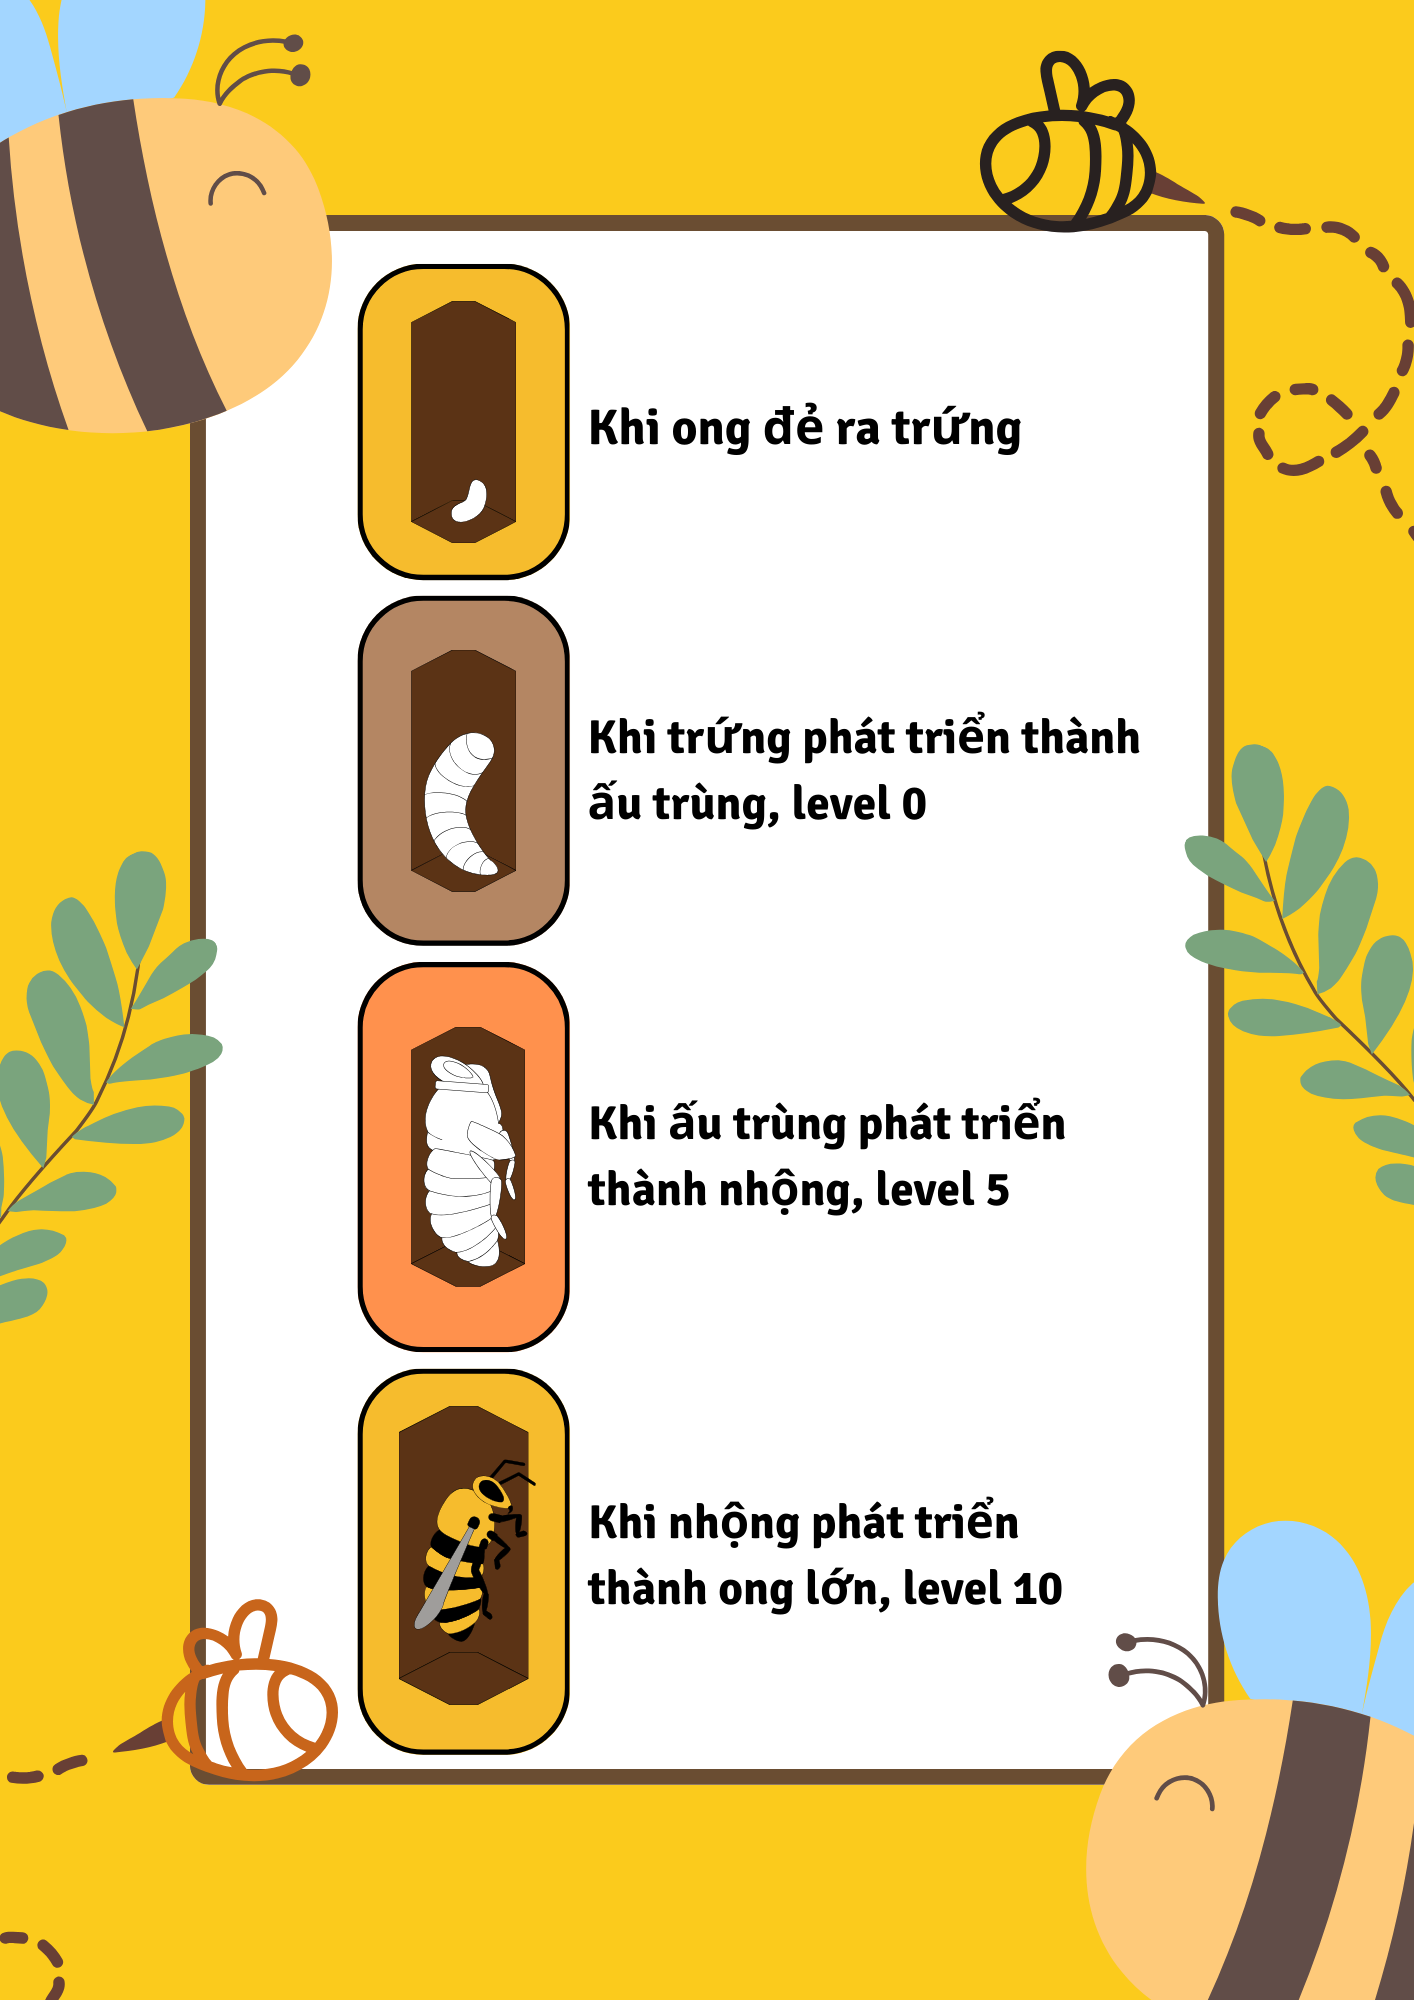 Khi ong đẻ ra trứng
Khi trứng phát triển thành
ấu trùng, level 0
Khi ấu trùng phát triển
thành nhộng, level 5
Khi nhộng phát triển
thành ong lớn, level 10